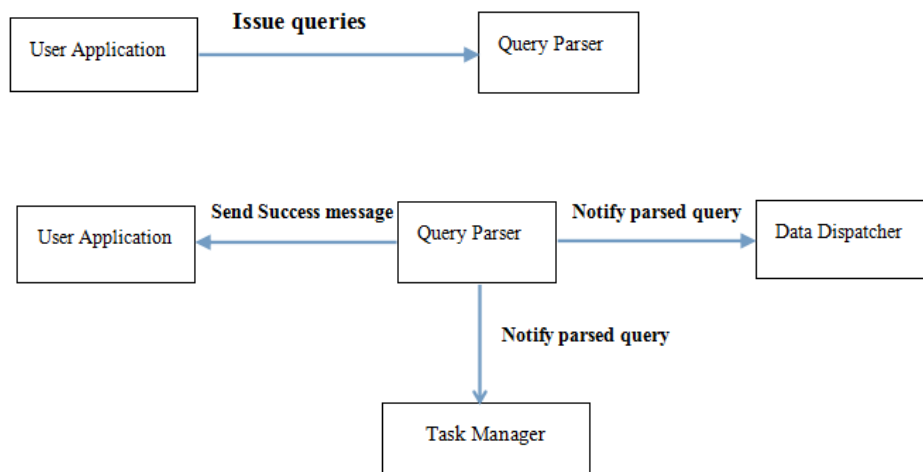 Issue queries
User Application
Query Parser
Send Success message
Notify parsed query
User Application
Query Parser
Data Dispatcher
Notify parsed query
Task Manager